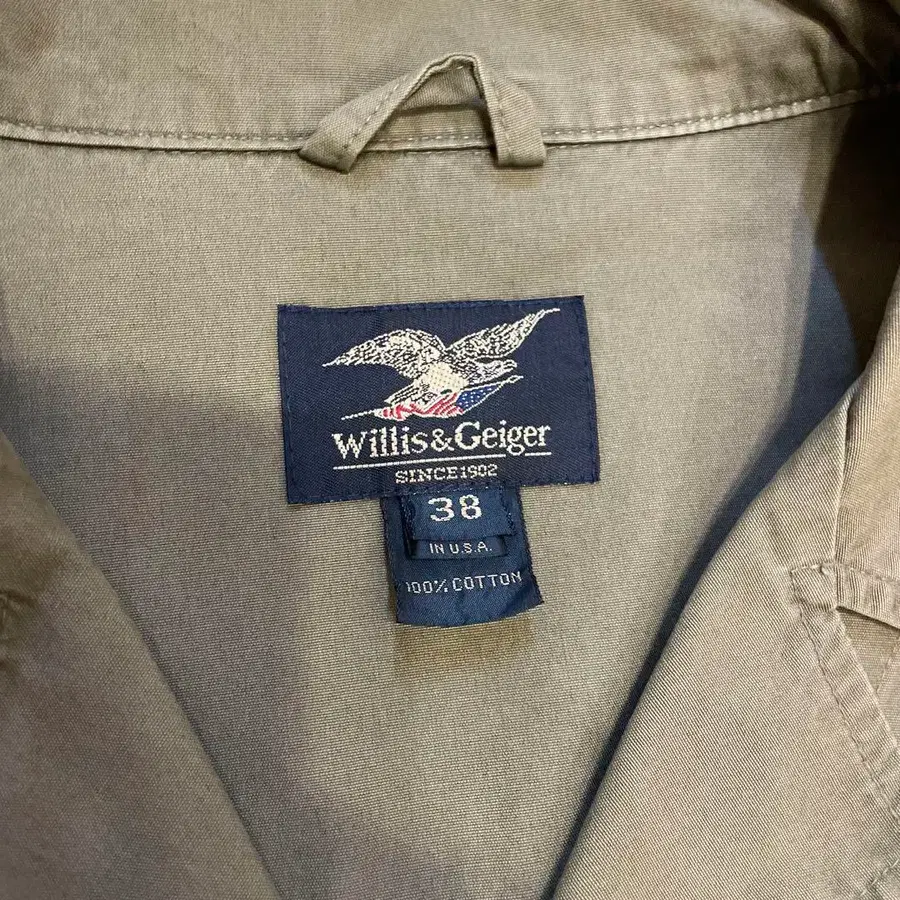 Willis&Geiger
SINCE1902
38
IN U.S.A.
100% COTTON